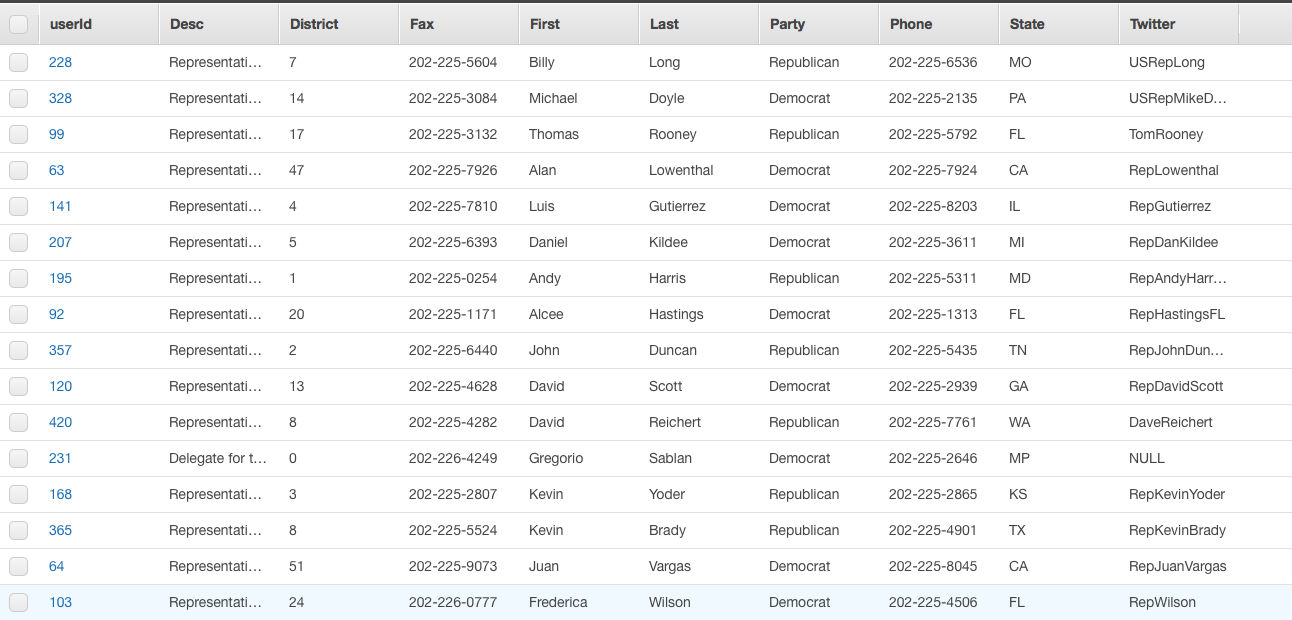 userId Desc District Fax First Last Party Phone State Twitter
228 Representati... 7 202-225-5604 Billy Long Republican 202-225-6536 MO USRepLong
328 Representati... 14 202-225-3084 Michael Doyle Democrat 202-225-2135 PA USRepMikeD...
99 Representati... 17 202-225-3132 Thomas Rooney Republican 202-225-5792 FL TomRooney
63 Representati... 47 202-225-7926 Alan Lowenthal Democrat 202-225-7924 CA RepLowenthal
141 Representati... 4 202-225-7810 Luis Gutierrez Democrat 202-225-8203 IL RepGutierrez
207 Representati... 5 202-225-6393 Daniel Kildee Democrat 202-225-3611 MI RepDanKildee
195 Representati... 1 202-225-0254 Andy Harris Republican 202-225-5311 MD RepAndyHarr...
92 Representati... 20 202-225-1171 Alcee Hastings Democrat 202-225-1313 FL RepHastingsFL
357 Representati... 2 202-225-6440 John Duncan Republican 202-225-5435 TN RepJohnDun...
120 Representati... 13 202-225-4628 David Scott Democrat 202-225-2939 GA RepDavidScott
420 Representati... 8 202-225-4282 David Reichert Republican 202-225-7761 WA DaveReichert
231 Delegate for t... 0 202-226-4249 Gregorio Sablan Democrat 202-225-2646 MP NULL
168 Representati... 3 202-225-2807 Kevin Yoder Republican 202-225-2865 KS RepKevinYoder
365 Representati... 8 202-225-5524 Kevin Brady Republican 202-225-4901 TX RepKevinBrady
64 Representati... 51 202-225-9073 Juan Vargas Democrat 202-225-8045 CA RepJuanVargas
103 Representati... 24 202-226-0777 Frederica Wilson Democrat 202-225-4506 FL RepWilson